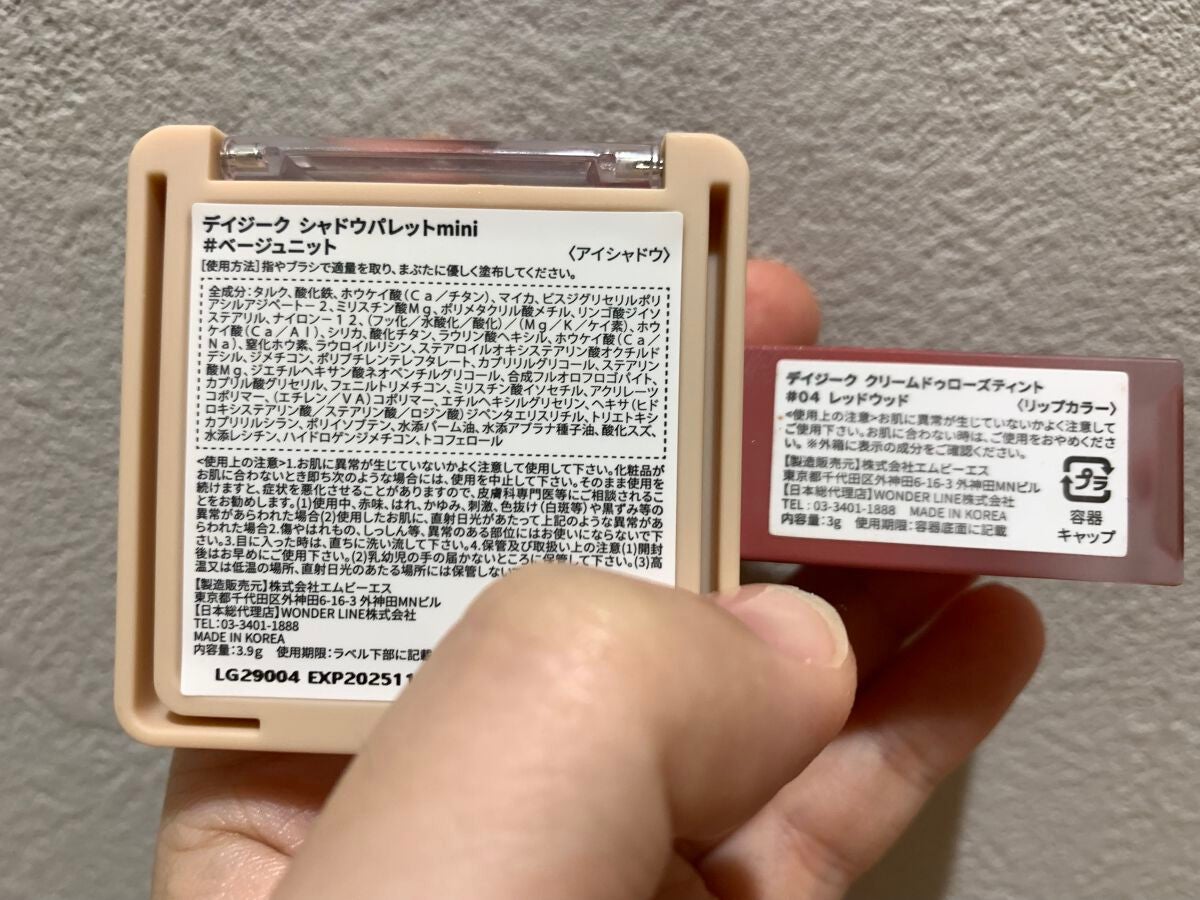 デイジーク シャドウパレットmini
#ベージュニット
〈アイシャドウ〉
[使用方法]指やブラシで適量を取り、まぶたに優しく塗布してください。
全成分：タルク、酸化鉄、ホウケイ酸（Ｃａ／チタン）、マイカ、ビスジグリセリルポリ
アシルアジペート－２、ミリスチン酸Ｍｇ、ポリメタクリル酸メチル、リンゴ酸ジイソ
ステアリル、ナイロン－１２、（フッ化／水酸化／酸化）／（Ｍｇ／Ｋ／ケイ素）、ホウ
ケイ酸（Ｃａ／Ａｌ）、シリカ、酸化チタン、ラウリン酸ヘキシル、ホウケイ酸（Ｃａ／
Ｎａ）、窒化ホウ素、ラウロイルリシン、ステアロイルオキシステアリン酸オクチルド
デシル、ジメチコン、ポリブチレンテレフタレート、カプリリルグリコール、ステアリン
酸Ｍｇ、ジエチルヘキサン酸ネオペンチルグリコール、合成フルオロフロゴパイト、
カプリル酸グリセリル、フェニルトリメチコン、ミリスチン酸イソセチル、アクリレーツ
コポリマー、（エチレン／ＶＡ）コポリマー、エチルヘキシルグリセリン、ヘキサ（ヒド
ロキシステアリン酸／ステアリン酸／ロジン酸）ジペンタエリスリチル、トリエトキシ
カプリリルシラン、ポリイソブテン、水添パーム油、水添アブラナ種子油、酸化スズ、
水添レシチン、ハイドロゲンジメチコン、トコフェロール
<使用上の注意>1.お肌に異常が生じていないかよく注意して使用して下さい。化粧品が
お肌に合わないとき即ち次のような場合には、使用を中止して下さい。そのまま使用を
続けますと、症状を悪化させることがありますので、皮膚科専門医等にご相談されるこ
とをお勧めします。(1)使用中、赤味、はれ、かゆみ、刺激、色抜け(白斑等)や黒ずみ等の
異常があらわれた場合(2)使用したお肌に、直射日光があたって上記のような異常があ
らわれた場合2.傷やはれもの、しっしん等、異常のある部位にはお使いにならないで下
さい。3.目に入った時は、直ちに洗い流して下さい。4.保管及び取扱い上の注意(1)開封
後はお早めにご使用下さい。(2)乳幼児の手の届かないところに保管して下さい。(3)高
温又は低温の場所、直射日光のあたる場所には保管しない
【製造販売元】株式会社エムビーエス
東京都千代田区外神田6-16-3 外神田MNビル
【日本総代理店】WONDER LINE株式会社
TEL:03-3401-1888
MADE IN KOREA
内容量：3.9g 使用期限：ラベル下部に記載
LG29004 EXP202511
デイジーク クリームドゥローズティント
#04 レッドウッド
〈リップカラー〉
<使用上の注意>お肌に異常が生じていないかよく注意して
ご使用下さい。お肌に合わない時は、ご使用をおやめくださ
い。※外箱に表示の成分をご確認ください。
【製造販売元】株式会社エムビーエス
東京都千代田区外神田6-16-3 外神田MNビル
【日本総代理店】WONDER LINE株式会社
TEL：03-3401-1888 MADE IN KOREA
内容量：3g 使用期限：容器底面に記載
プラ
容器
キャップ